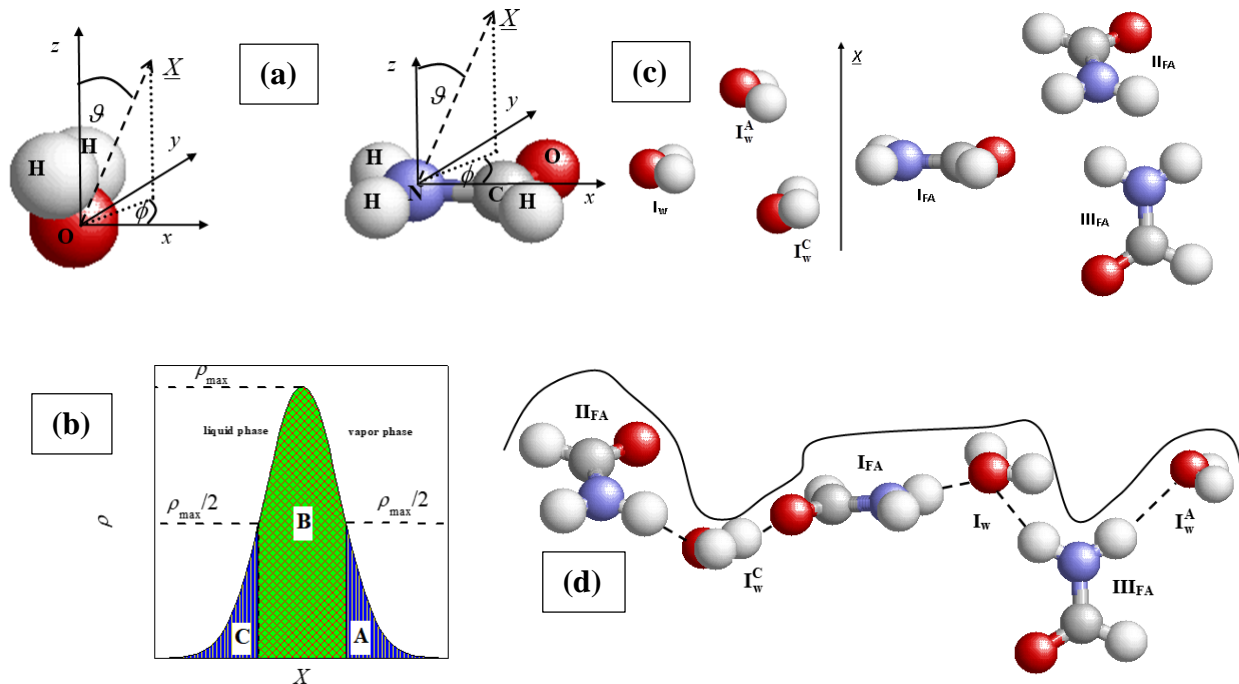 (a)
z
X
ϑ
y
H
H
O
ϕ
x
z
X
ϑ
y
H
H
N
C
O
H
ϕ
x
(c)
X
I_w^A
I_w
I_w^C
I_FA
II_FA
III_FA
(b)
ρ_max
liquid phase
vapor phase
ρ_max/2
ρ_max/2
B
C
A
ρ
X
(d)
II_FA
I_w^C
I_FA
I_w
III_FA
I_w^A